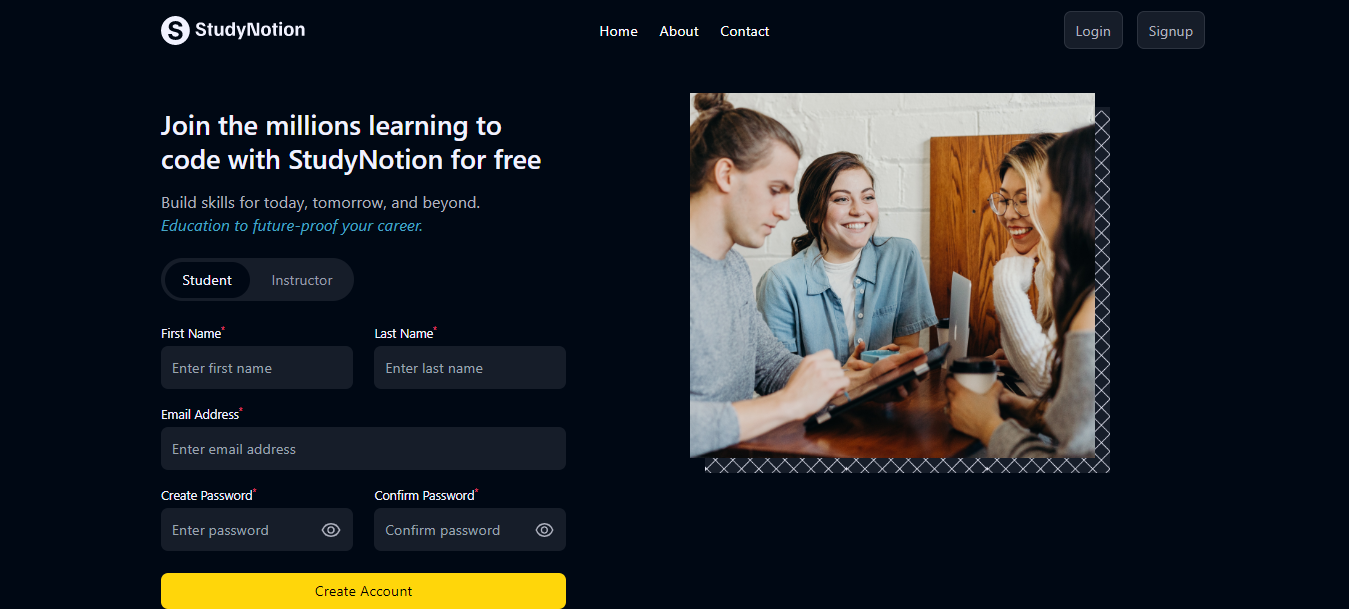 S StudyNotion
Home About Contact
Login Signup
Join the millions learning to
code with StudyNotion for free
Build skills for today, tomorrow, and beyond.
Education to future-proof your career.
Student Instructor
First Name* Last Name*
Enter first name Enter last name
Email Address*
Enter email address
Create Password* Confirm Password*
Enter password Confirm password
Create Account